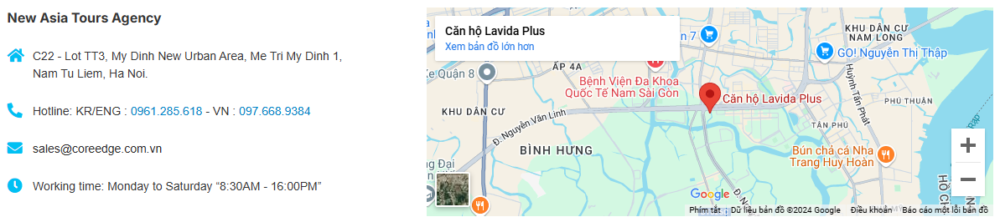 New Asia Tours Agency
C22 - Lot TT3, My Dinh New Urban Area, Me Tri My Dinh 1,
Nam Tu Liem, Ha Noi.
Hotline: KR/ENG : 0961.285.618 - VN : 097.668.9384
sales@coreedge.com.vn
Working time: Monday to Saturday “8:30AM - 16:00PM”
Căn hộ Lavida Plus
Xem bản đồ lớn hơn
7
KHU DÂN CƯ
NAM LONG
GO! Nguyễn Thị Thập
ẤP 4A
Xe Quận 8
Bệnh Viện Đa Khoa
Quốc Tế Nam Sài Gòn
Căn hộ Lavida Plus
Huỳnh Tấn Phát
PHÚ THUẬN
KHU DÂN CƯ
Đ. Nguyễn Văn Linh
TÂN PHÚ
BÌNH HƯNG
Bún chả cá Nha
Trang Huy Hoàn
Đại
Google
Phím tắt
Dữ liệu bản đồ ©2024 Google
Điều khoản
Báo cáo một lỗi bản đồ